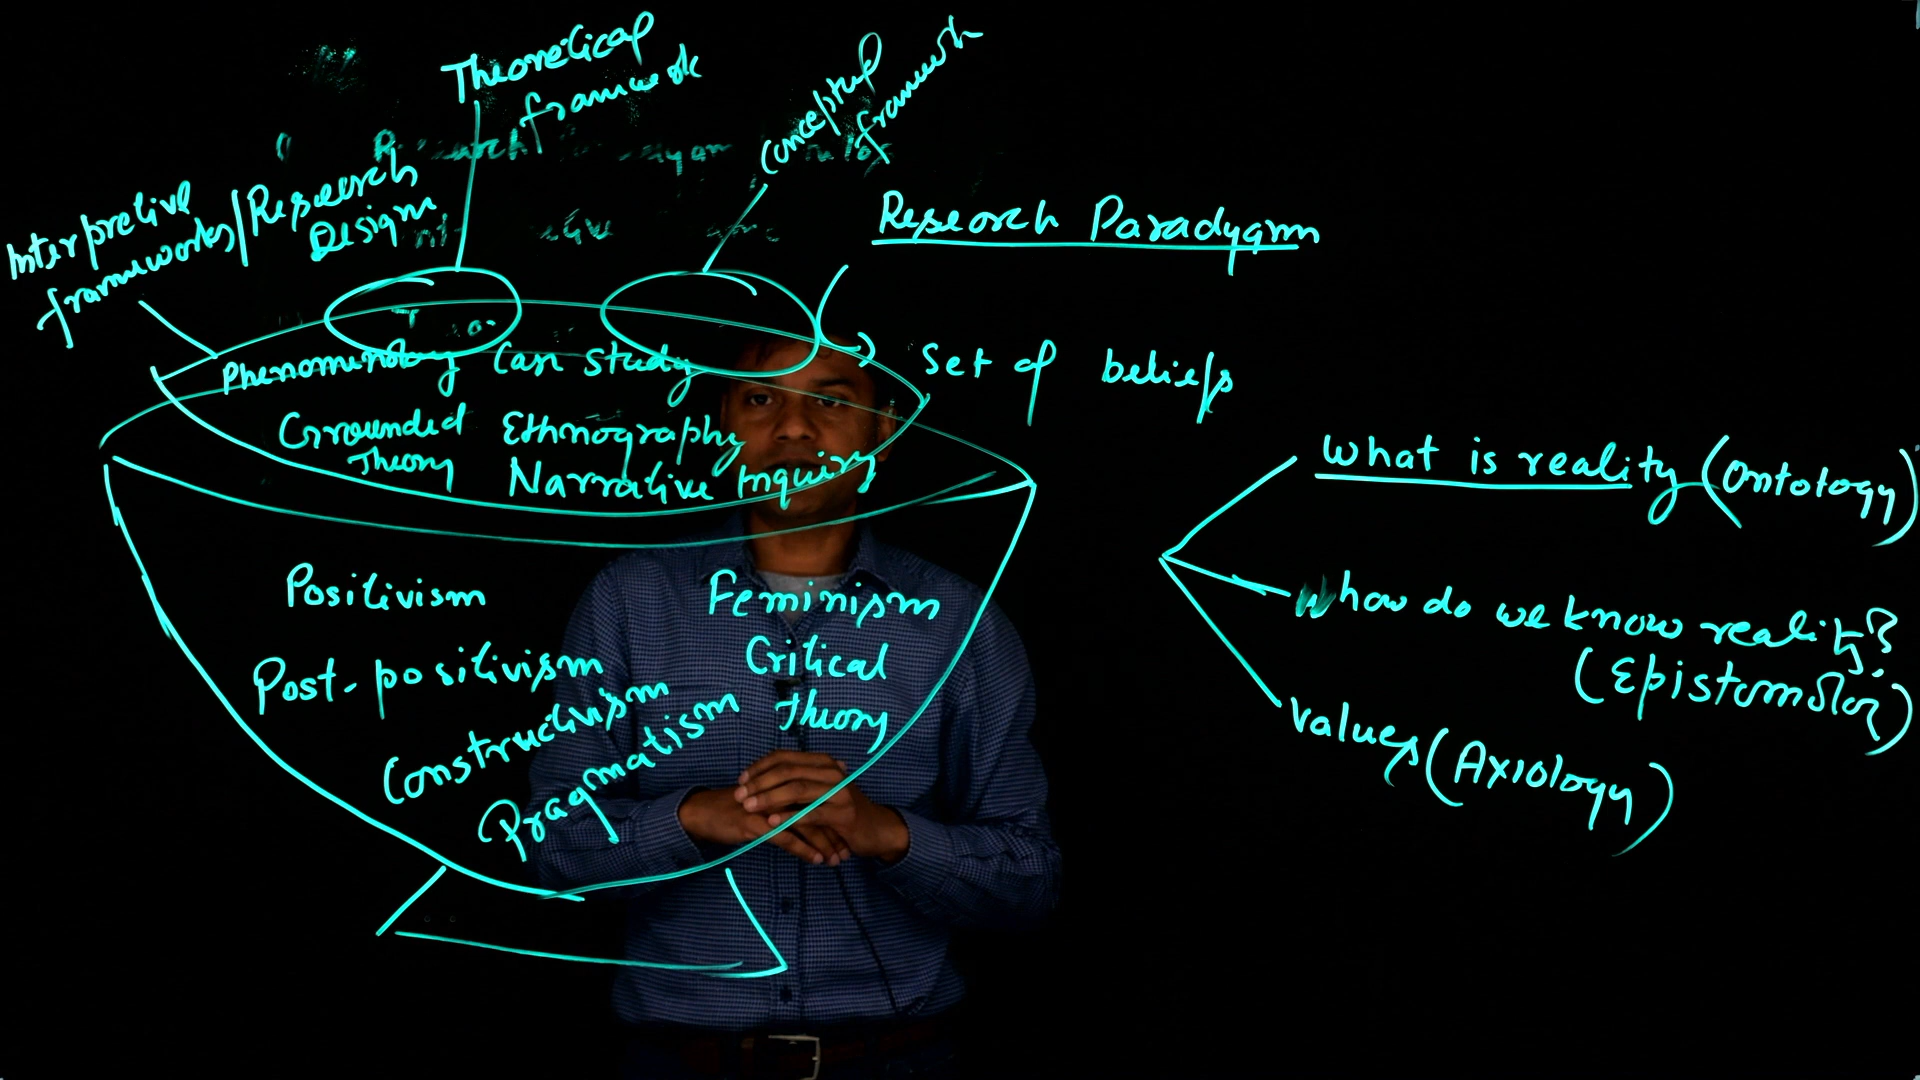 Theoretical
framework
conceptual
framework
Interpretive
frameworks/Research
Design
Research Paradygm
Phenomenology Case study
Set of beliefs
Grounded Ethnography
Theory Narrative Inquiry
What is reality (Ontology)
Positivism Feminism
how do we know reality?
(Epistomology)
Post-positivism Critical
theory
Constructivism
Pragmatism
Values (Axiology)